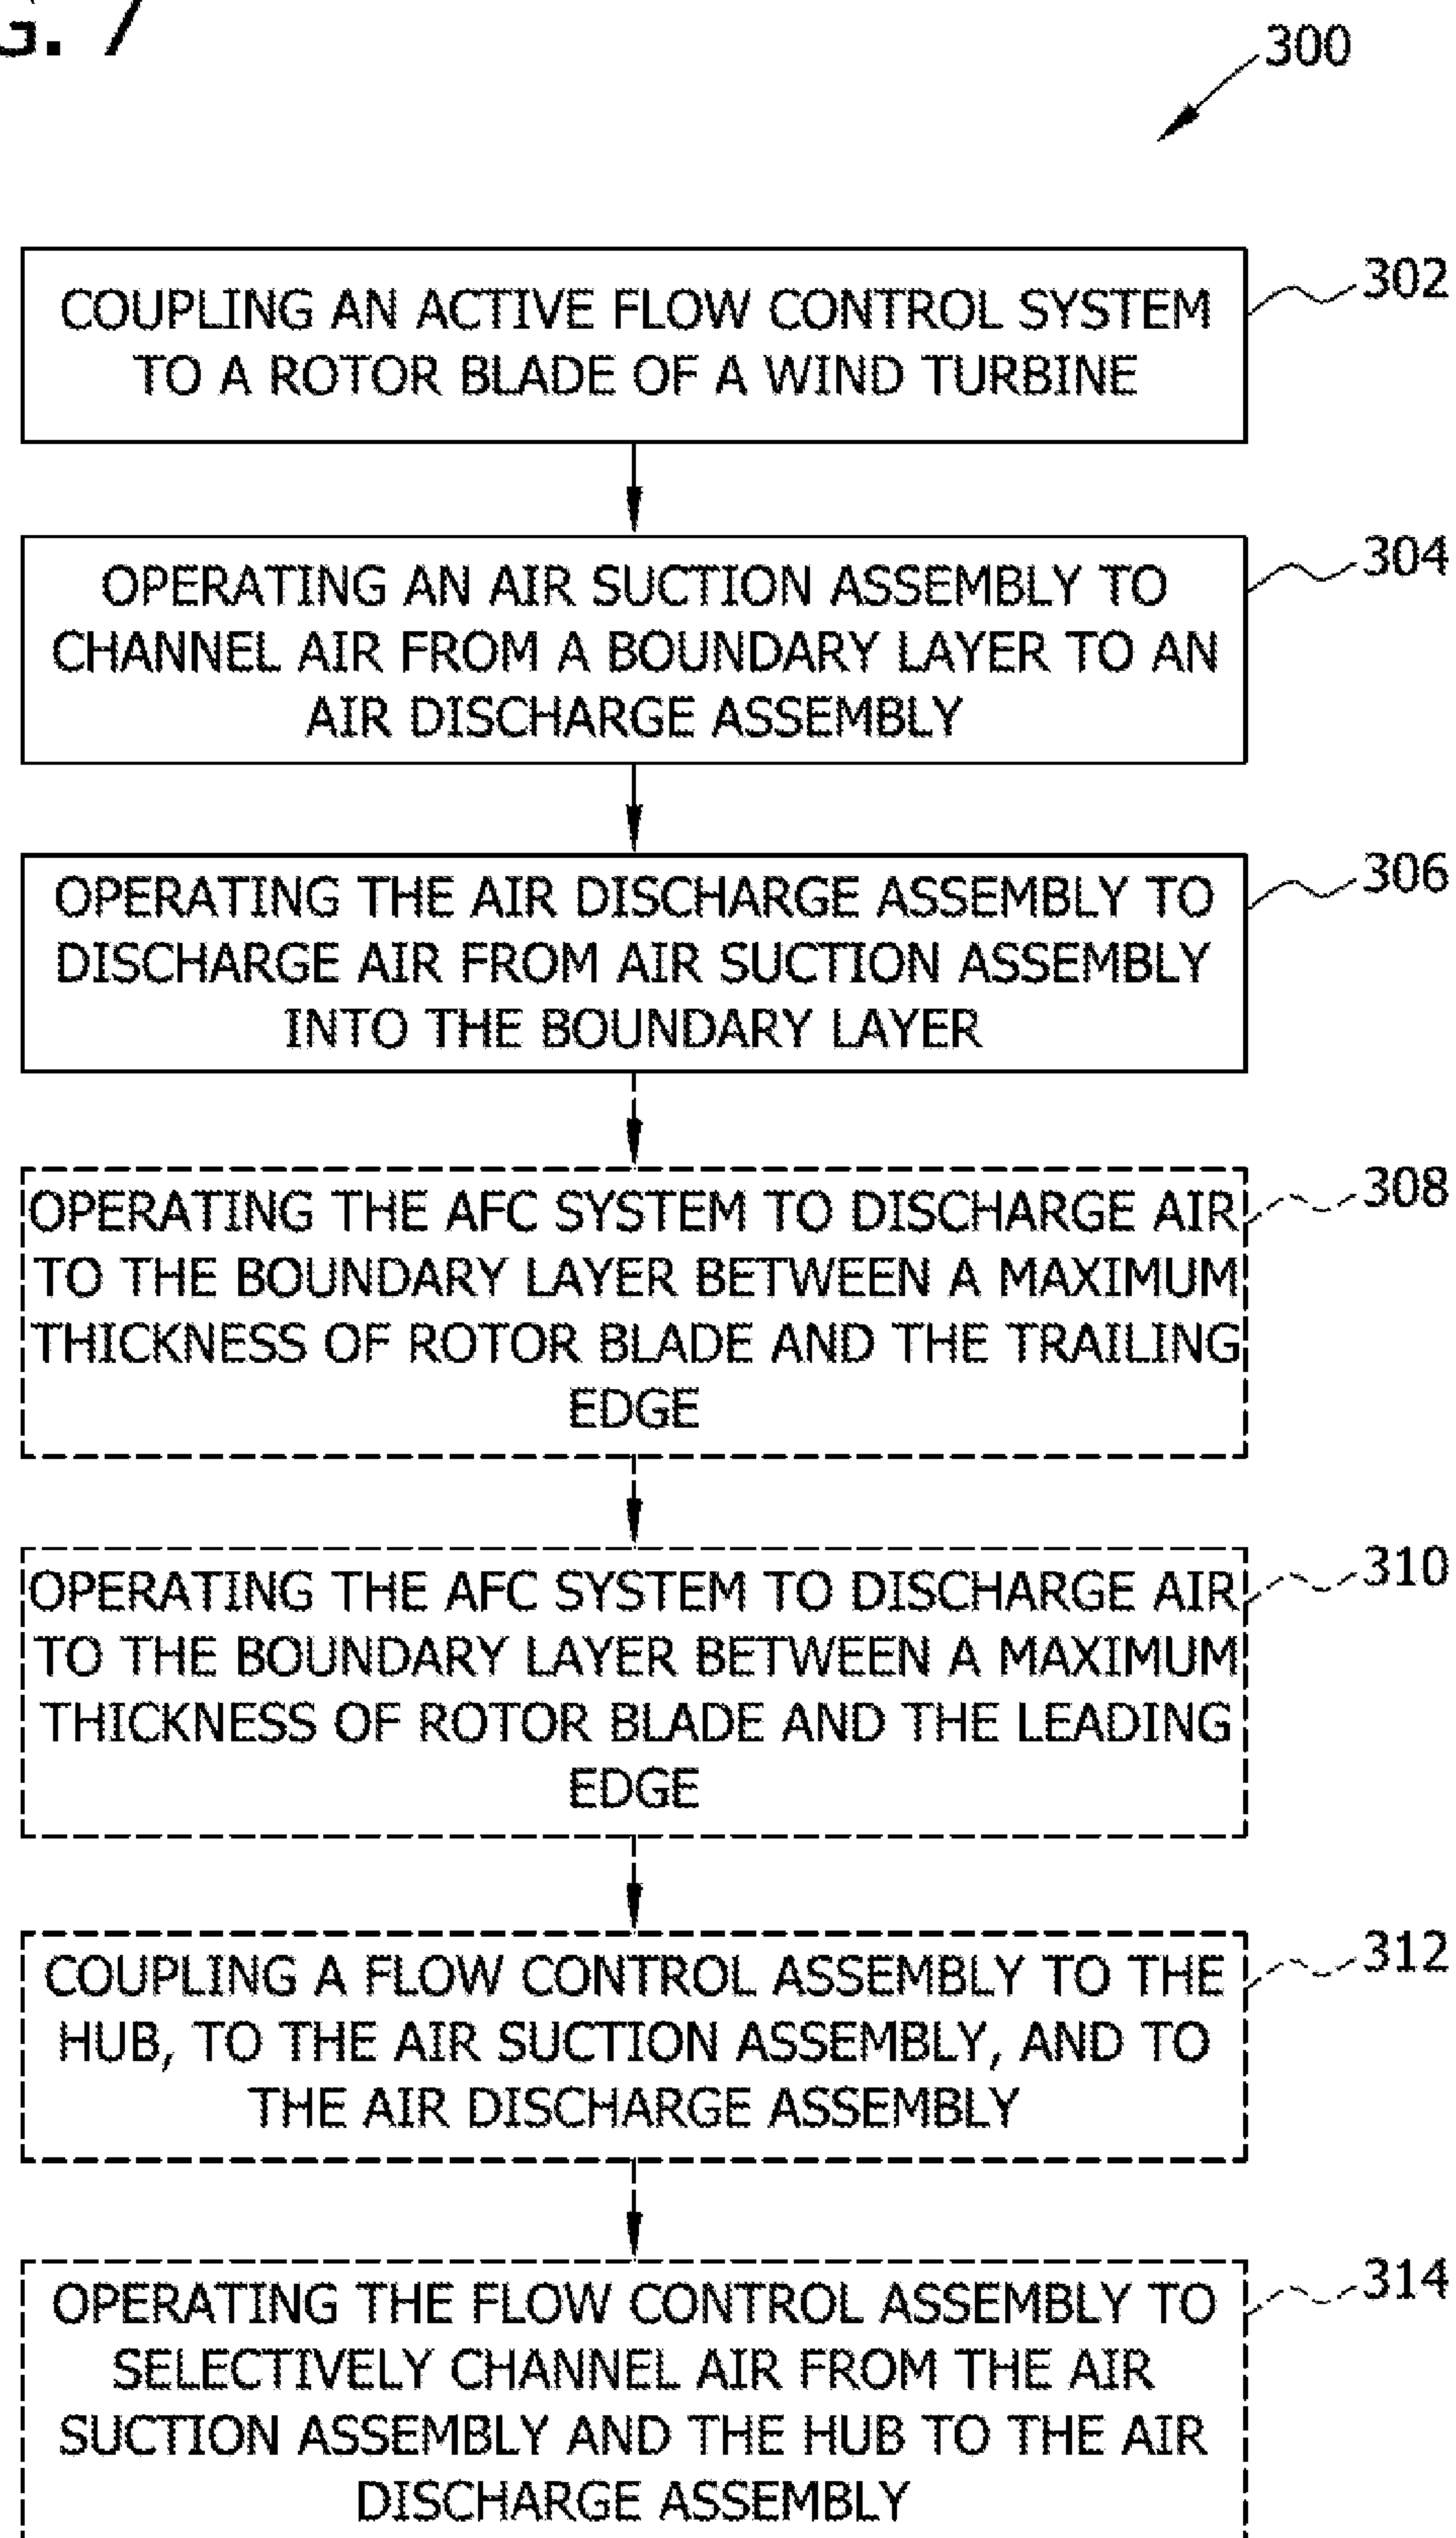 G. 7
300
COUPLING AN ACTIVE FLOW CONTROL SYSTEM
TO A ROTOR BLADE OF A WIND TURBINE
302
OPERATING AN AIR SUCTION ASSEMBLY TO
CHANNEL AIR FROM A BOUNDARY LAYER TO AN
AIR DISCHARGE ASSEMBLY
304
OPERATING THE AIR DISCHARGE ASSEMBLY TO
DISCHARGE AIR FROM AIR SUCTION ASSEMBLY
INTO THE BOUNDARY LAYER
306
OPERATING THE AFC SYSTEM TO DISCHARGE AIR
TO THE BOUNDARY LAYER BETWEEN A MAXIMUM
THICKNESS OF ROTOR BLADE AND THE TRAILING
EDGE
308
OPERATING THE AFC SYSTEM TO DISCHARGE AIR
TO THE BOUNDARY LAYER BETWEEN A MAXIMUM
THICKNESS OF ROTOR BLADE AND THE LEADING
EDGE
310
COUPLING A FLOW CONTROL ASSEMBLY TO THE
HUB, TO THE AIR SUCTION ASSEMBLY, AND TO
THE AIR DISCHARGE ASSEMBLY
312
OPERATING THE FLOW CONTROL ASSEMBLY TO
SELECTIVELY CHANNEL AIR FROM THE AIR
SUCTION ASSEMBLY AND THE HUB TO THE AIR
DISCHARGE ASSEMBLY
314